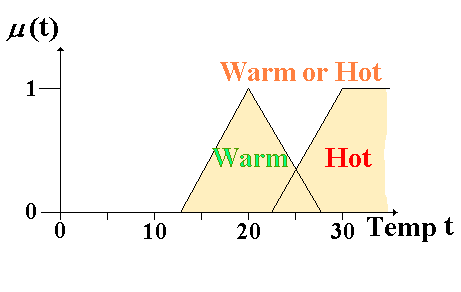 μ(t)
Warm or Hot
1
Warm Hot
0
0 10 20 30 Temp t